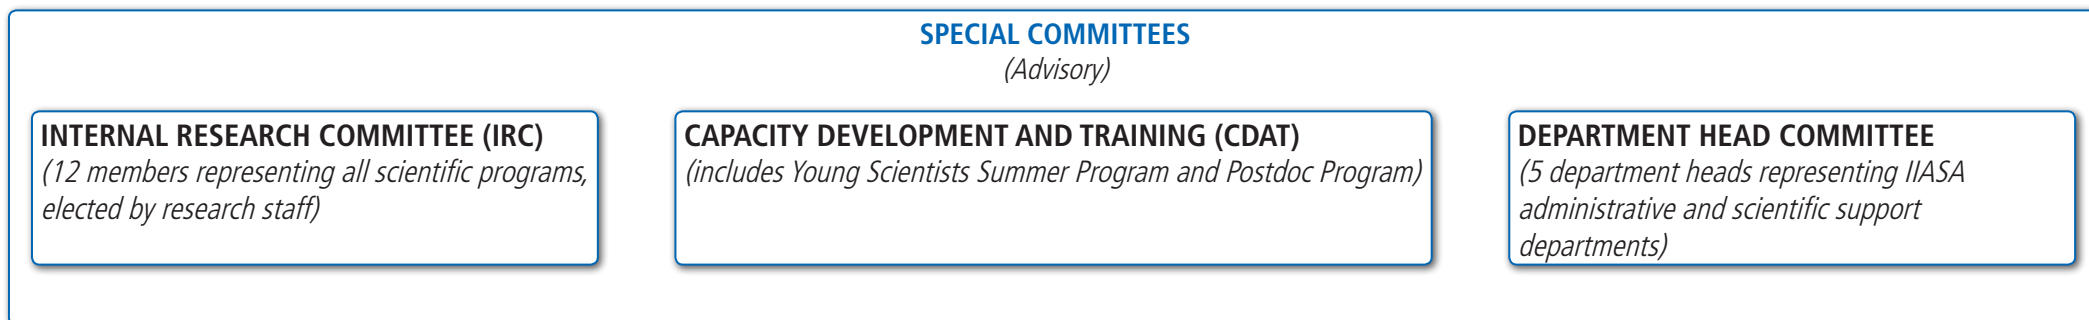 SPECIAL COMMITTEES
(Advisory)
INTERNAL RESEARCH COMMITTEE (IRC)
(12 members representing all scientific programs,
elected by research staff)
CAPACITY DEVELOPMENT AND TRAINING (CDAT)
(includes Young Scientists Summer Program and Postdoc Program)
DEPARTMENT HEAD COMMITTEE
(5 department heads representing IIASA
administrative and scientific support
departments)